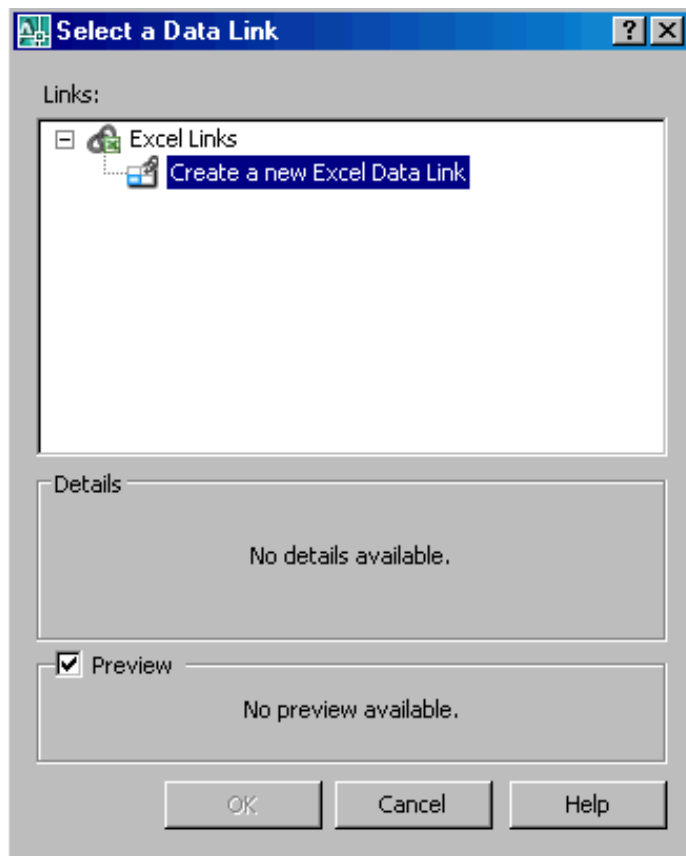 Select a Data Link
Links:
Excel Links
Create a new Excel Data Link
Details
No details available.
Preview
No preview available.
OK Cancel Help